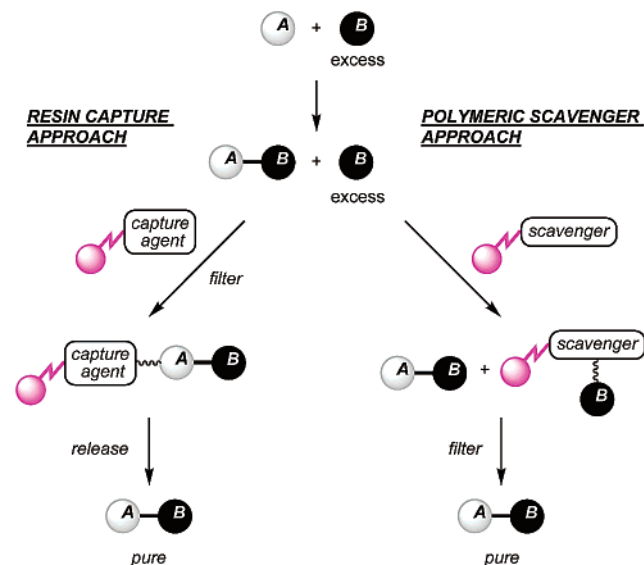 A + B
excess
RESIN CAPTURE
APPROACH
POLYMERIC SCAVENGER
APPROACH
A B + B
excess
capture
agent
filter
scavenger
capture
agent
A B
A B + scavenger
B
release
filter
A B
pure
A B
pure